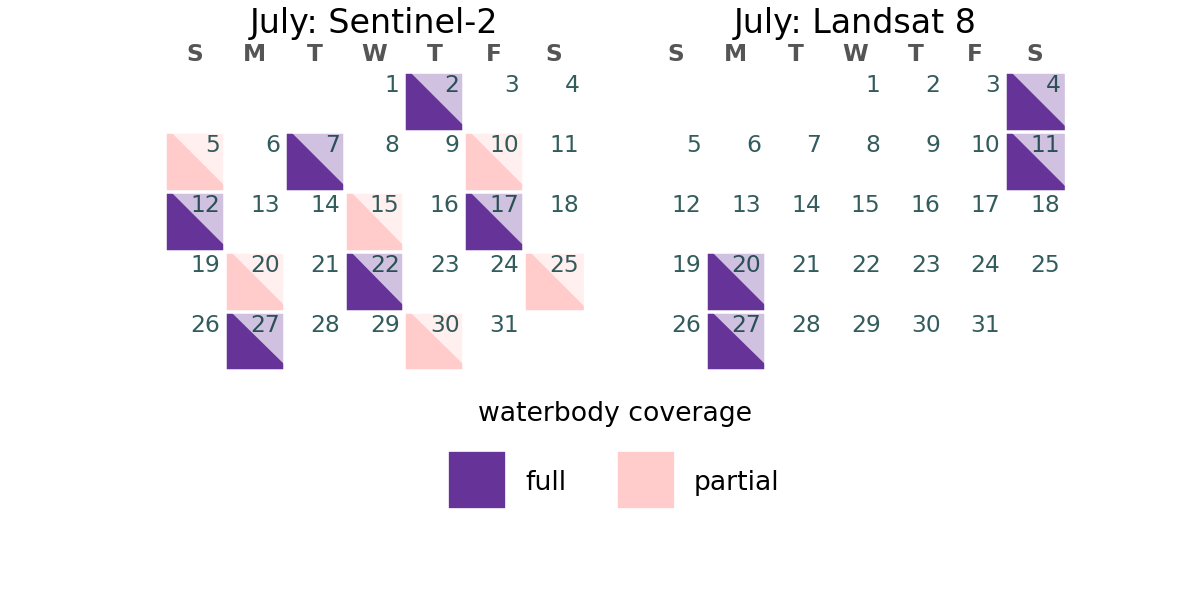 July: Sentinel-2
S M T W T F S
1 2 3 4
5 6 7 8 9 10 11
12 13 14 15 16 17 18
19 20 21 22 23 24 25
26 27 28 29 30 31
July: Landsat 8
S M T W T F S
1 2 3 4
5 6 7 8 9 10 11
12 13 14 15 16 17 18
19 20 21 22 23 24 25
26 27 28 29 30 31
waterbody coverage
full partial